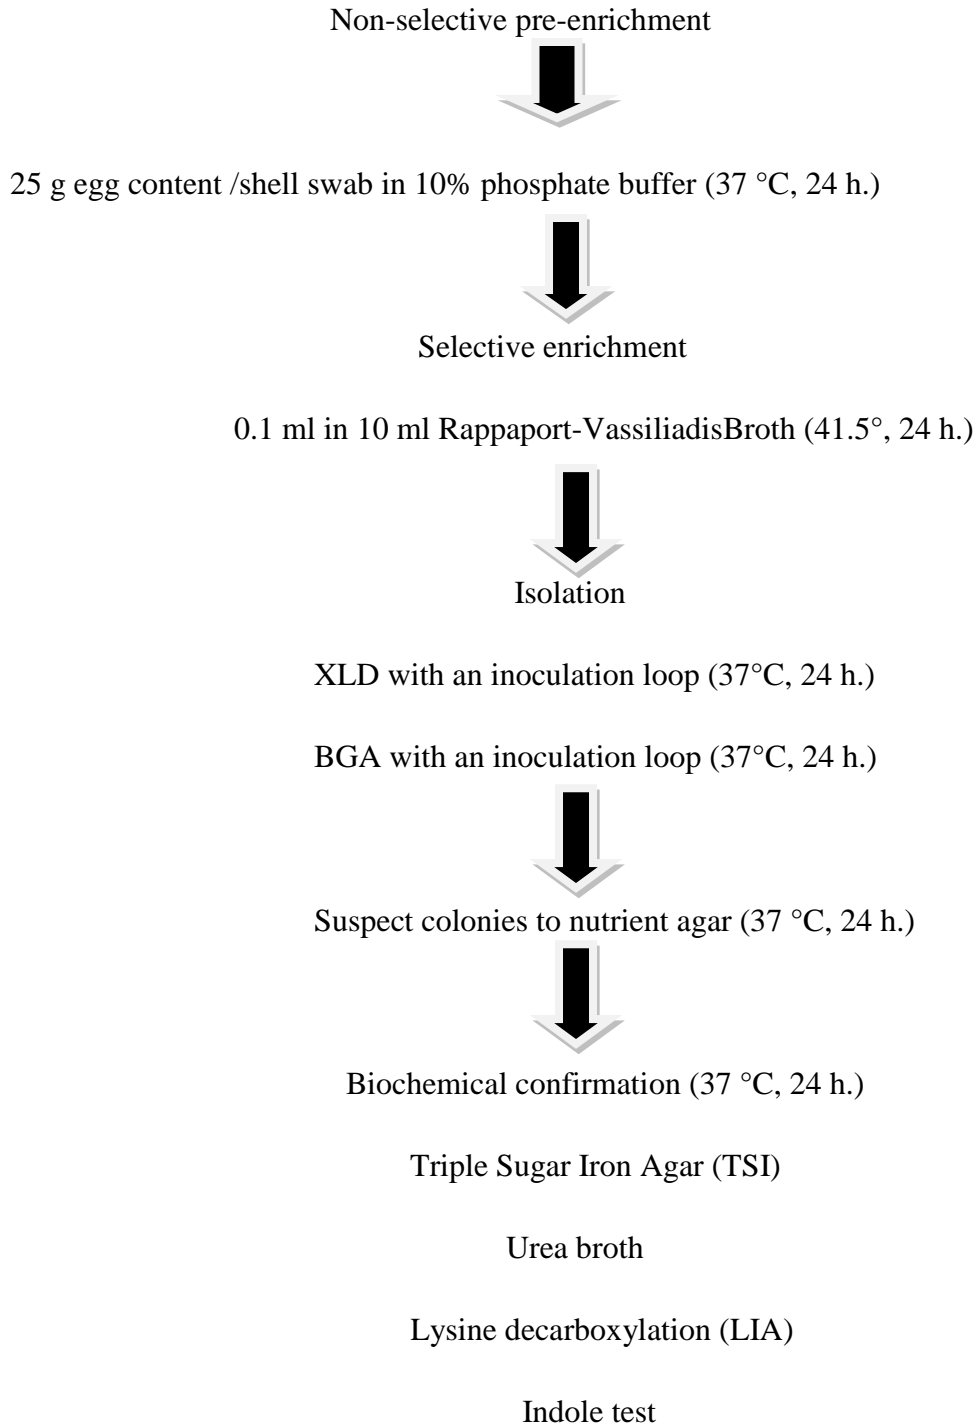 Non-selective pre-enrichment
25 g egg content /shell swab in 10% phosphate buffer (37 °C, 24 h.)
Selective enrichment
0.1 ml in 10 ml Rappaport-VassiliadisBroth (41.5°, 24 h.)
Isolation
XLD with an inoculation loop (37°C, 24 h.)
BGA with an inoculation loop (37°C, 24 h.)
Suspect colonies to nutrient agar (37 °C, 24 h.)
Biochemical confirmation (37 °C, 24 h.)
Triple Sugar Iron Agar (TSI)
Urea broth
Lysine decarboxylation (LIA)
Indole test